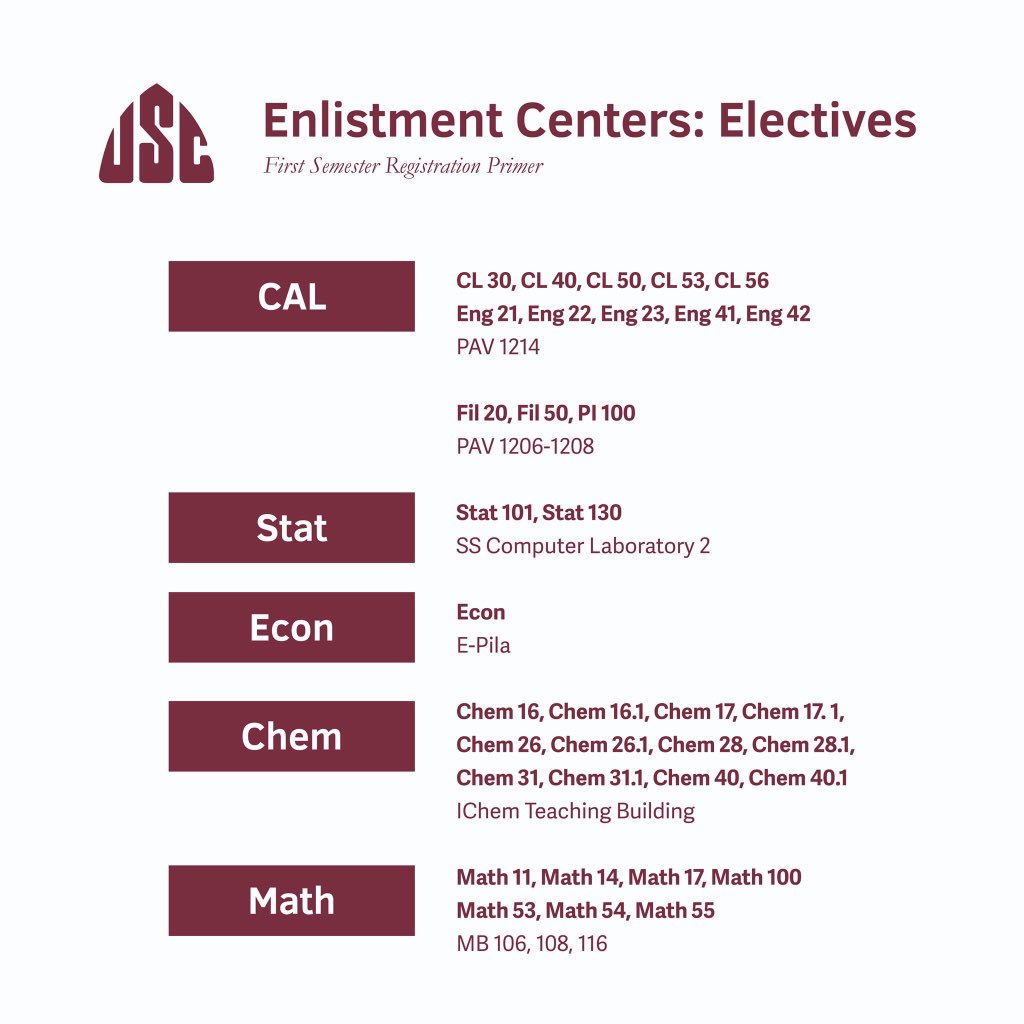 USC
Enlistment Centers: Electives
First Semester Registration Primer
CAL
CL 30, CL 40, CL 50, CL 53, CL 56
Eng 21, Eng 22, Eng 23, Eng 41, Eng 42
PAV 1214
Fil 20, Fil 50, PI 100
PAV 1206-1208
Stat
Stat 101, Stat 130
SS Computer Laboratory 2
Econ
Econ
E-Pila
Chem
Chem 16, Chem 16.1, Chem 17, Chem 17. 1,
Chem 26, Chem 26.1, Chem 28, Chem 28.1,
Chem 31, Chem 31.1, Chem 40, Chem 40.1
IChem Teaching Building
Math
Math 11, Math 14, Math 17, Math 100
Math 53, Math 54, Math 55
MB 106, 108, 116